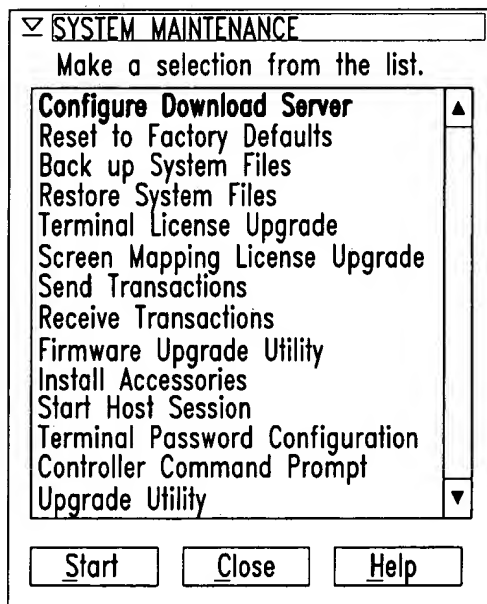 SYSTEM MAINTENANCE
Make a selection from the list.
Configure Download Server
Reset to Factory Defaults
Back up System Files
Restore System Files
Terminal License Upgrade
Screen Mapping License Upgrade
Send Transactions
Receive Transactions
Firmware Upgrade Utility
Install Accessories
Start Host Session
Terminal Password Configuration
Controller Command Prompt
Upgrade Utility
Start Close Help